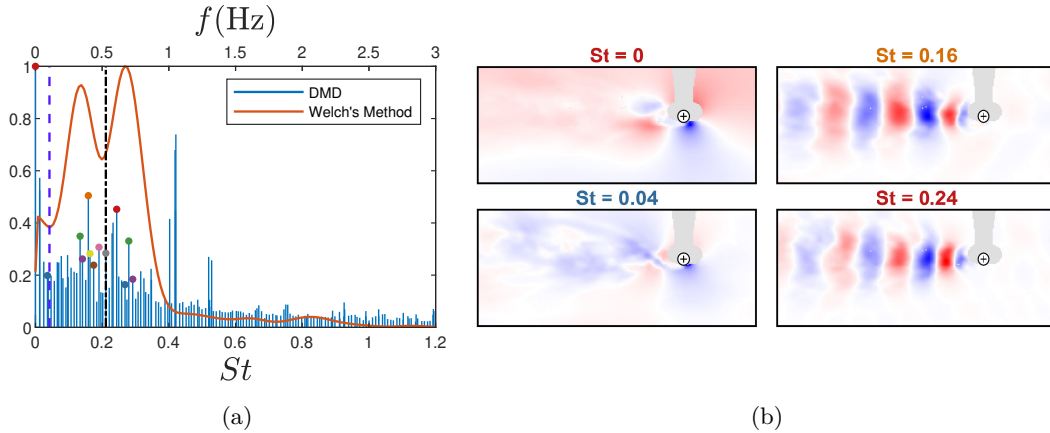 f(Hz)
0 0.5 1 1.5 2 2.5 3
1
0.8
0.6
0.4
0.2
0
DMD
Welch's Method
0 0.2 0.4 0.6 0.8 1 1.2
St
(a)
St = 0
St = 0.16
St = 0.04
St = 0.24
(b)